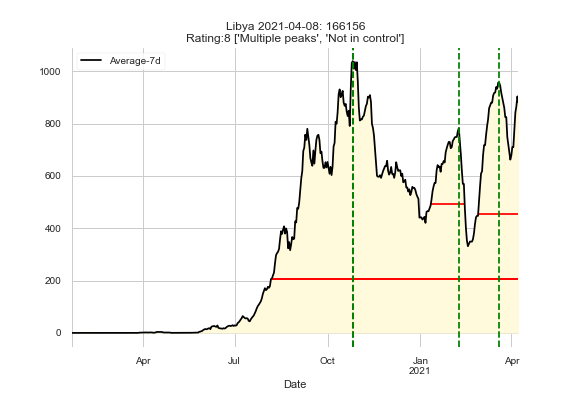 Libya 2021-04-08: 166156
Rating:8 ['Multiple peaks', 'Not in control']
Average-7d
1000
800
600
400
200
0
Apr
Jul
Oct
Jan
2021
Apr
Date